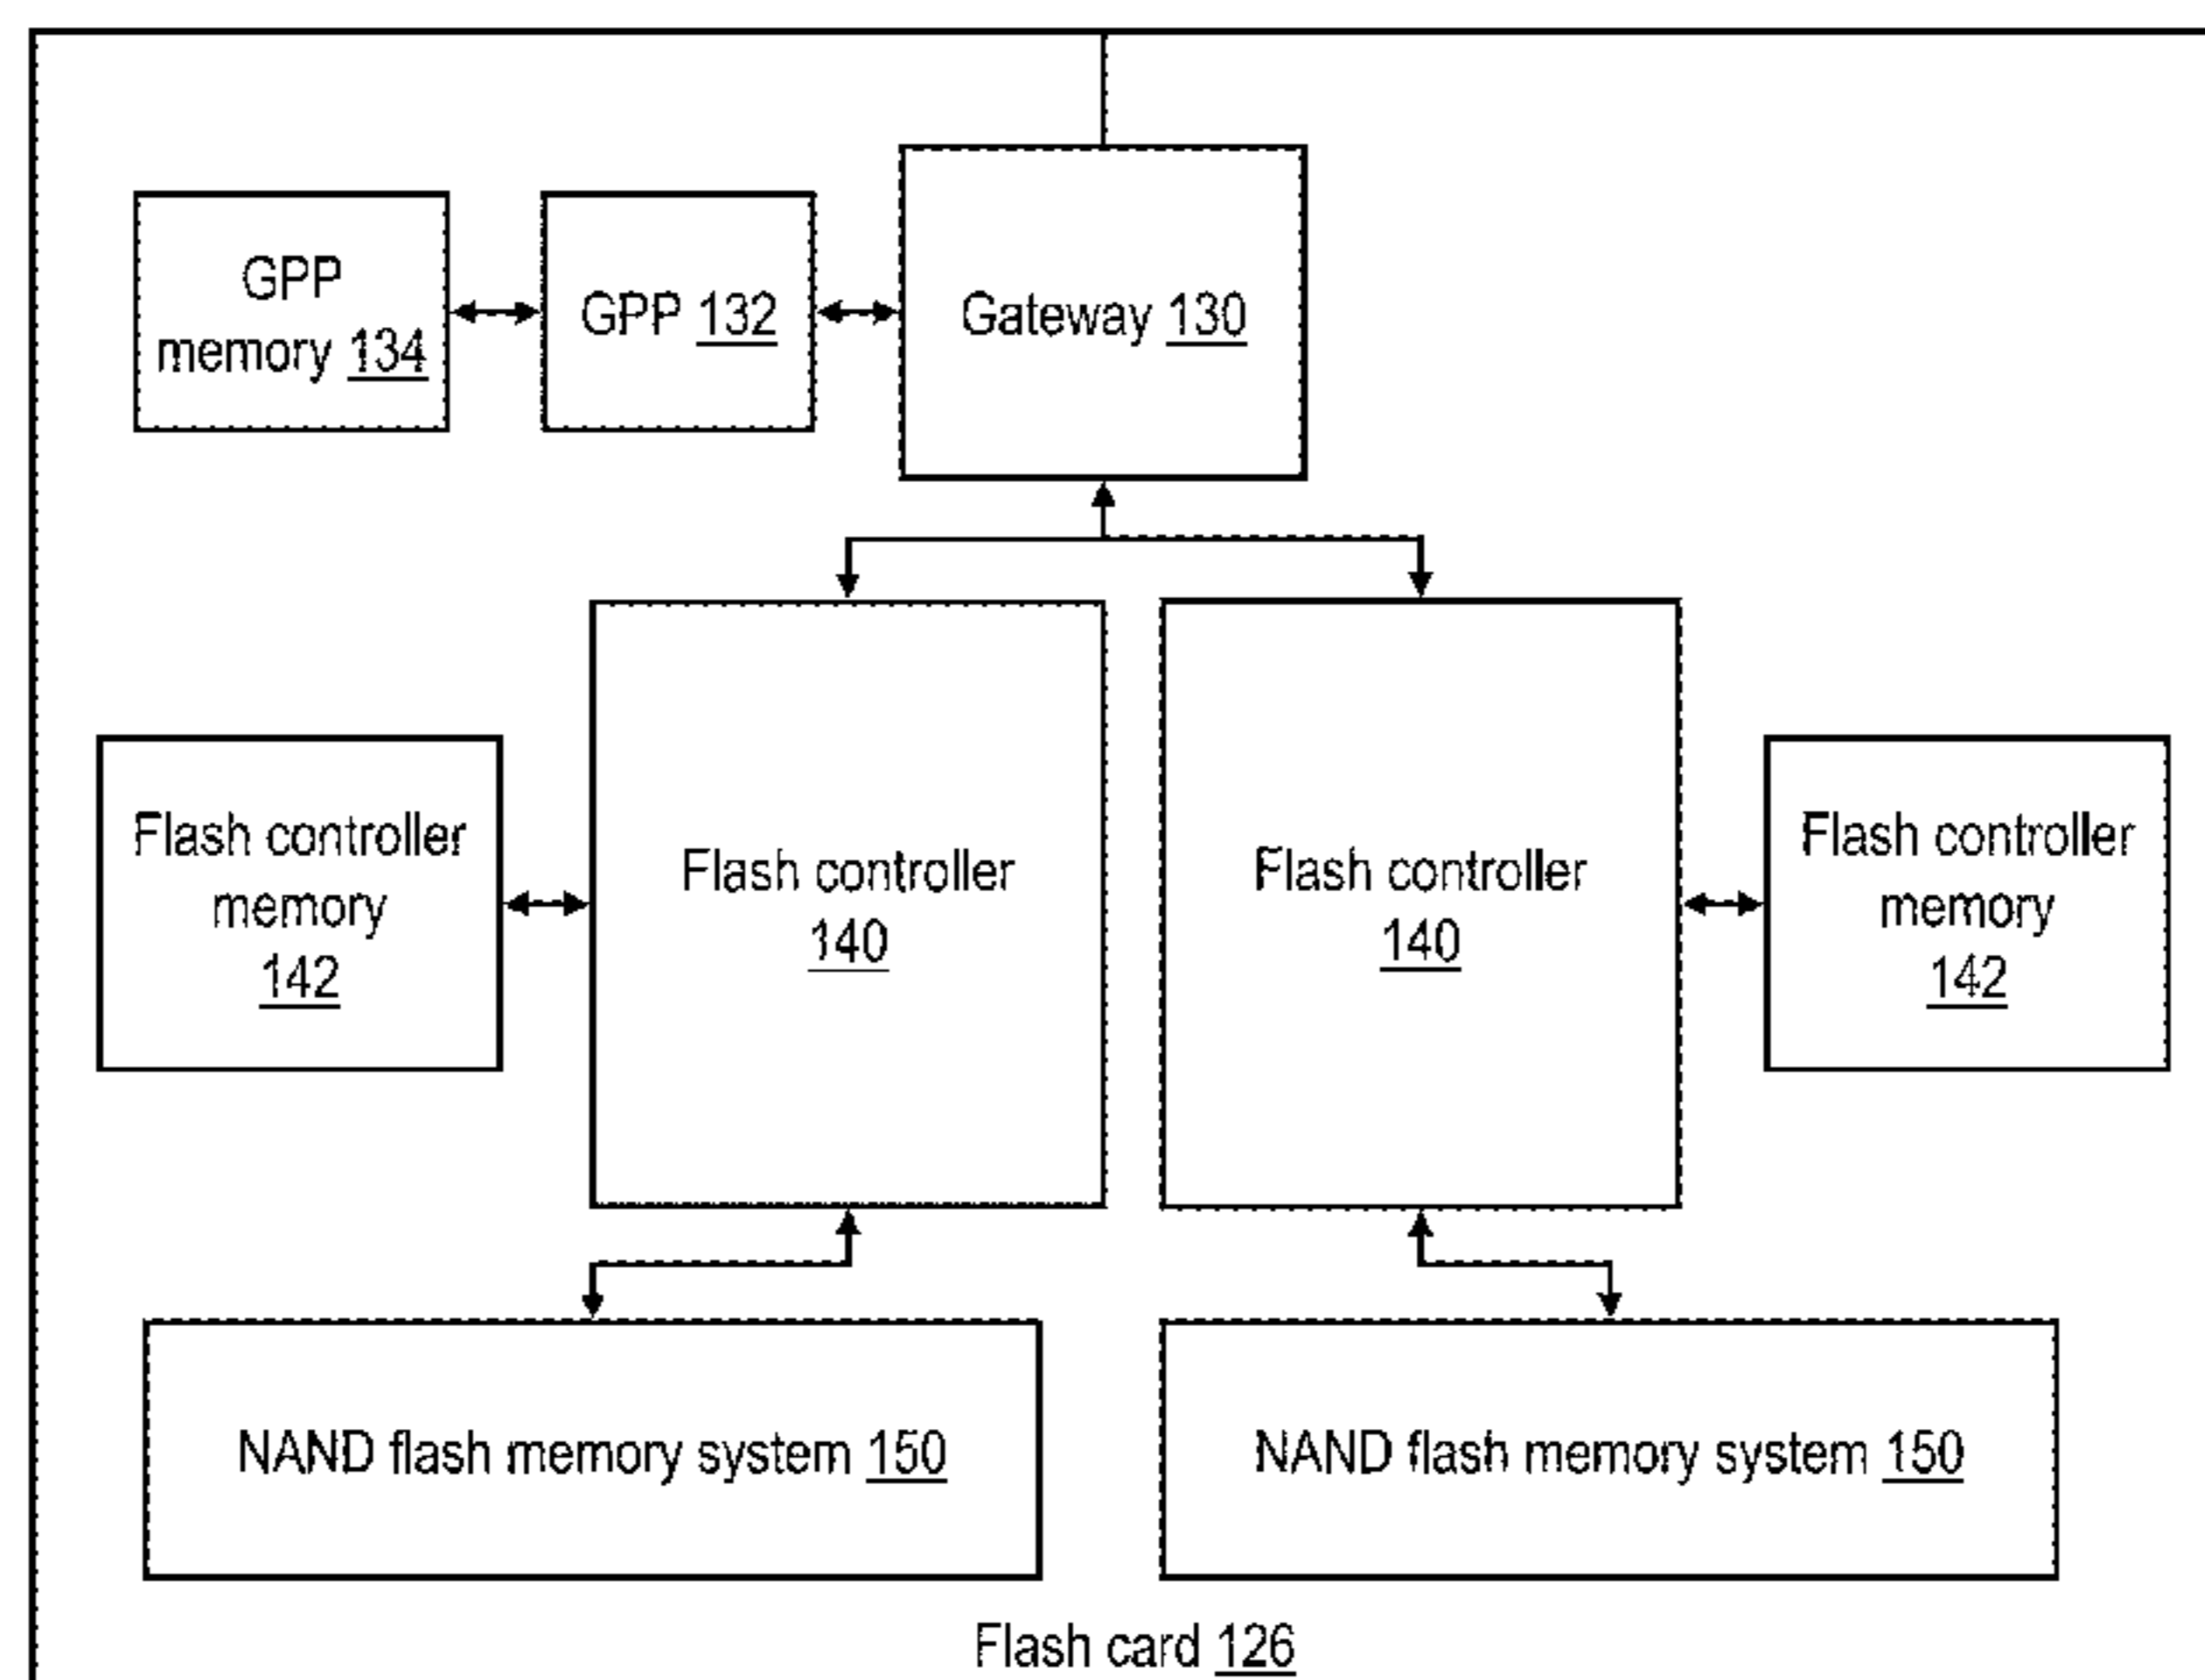 GPP
memory 134
GPP 132
Gateway 130
Flash controller
memory
142
Flash controller
140
Flash controller
140
Flash controller
memory
142
NAND flash memory system 150
NAND flash memory system 150
Flash card 126